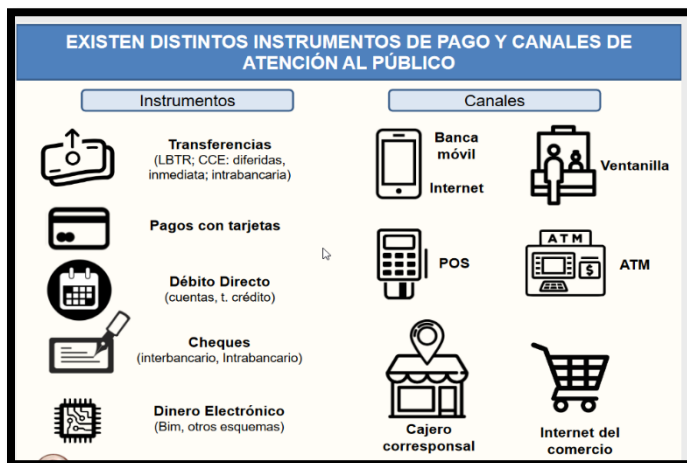 EXISTEN DISTINTOS INSTRUMENTOS DE PAGO Y CANALES DE
ATENCIÓN AL PÚBLICO
Instrumentos
Transferencias
(LBTR; CCE: diferidas,
inmediata; intrabancaria)
Pagos con tarjetas
Débito Directo
(cuentas, t. crédito)
Cheques
(interbancario, Intrabancario)
Dinero Electrónico
(Bim, otros esquemas)
Canales
Banca
móvil
Internet
Ventanilla
POS
ATM
$
ATM
Cajero
corresponsal
Internet del
comercio